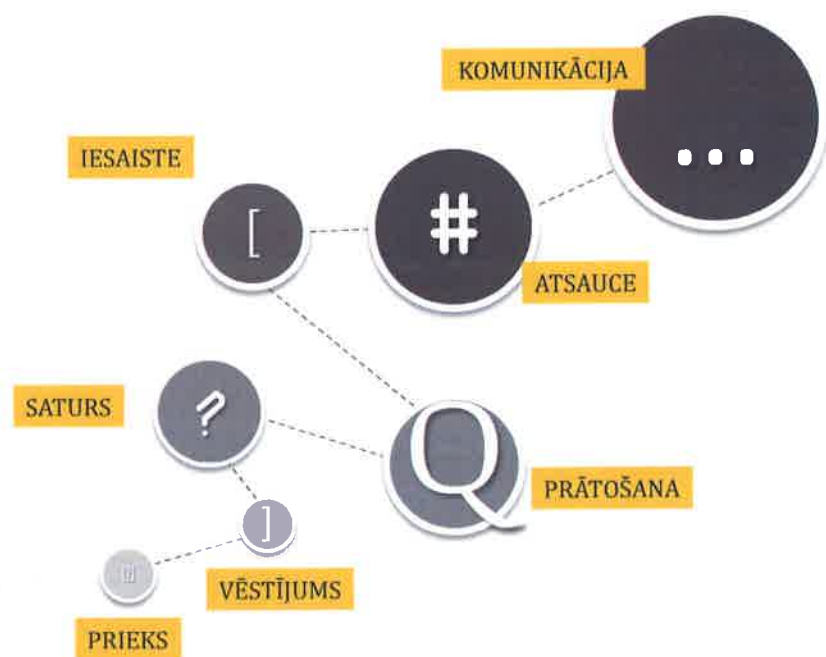 KOMUNIKĀCIJA
...
IESAISTE
[
#
ATSAUCE
?
SATURS
Q
PRĀTOŠANA
]
VĒSTĪJUMS
PRIEKS